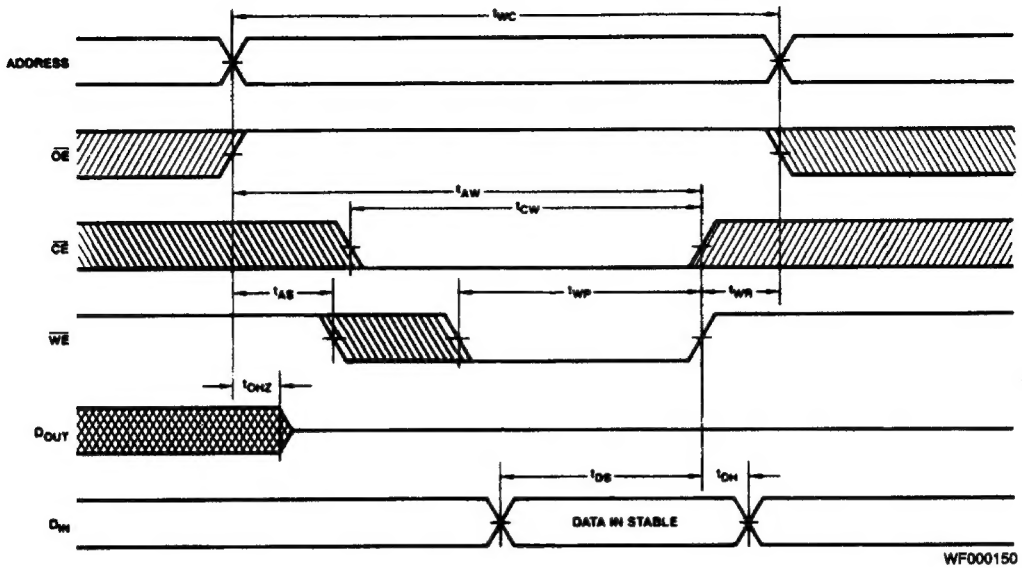 tWC
ADDRESS
OE
tAW
tCW
CE
tAS
tWP
tWR
WE
tOHZ
DOUT
tDS
tDH
DIN
DATA IN STABLE
WF000150